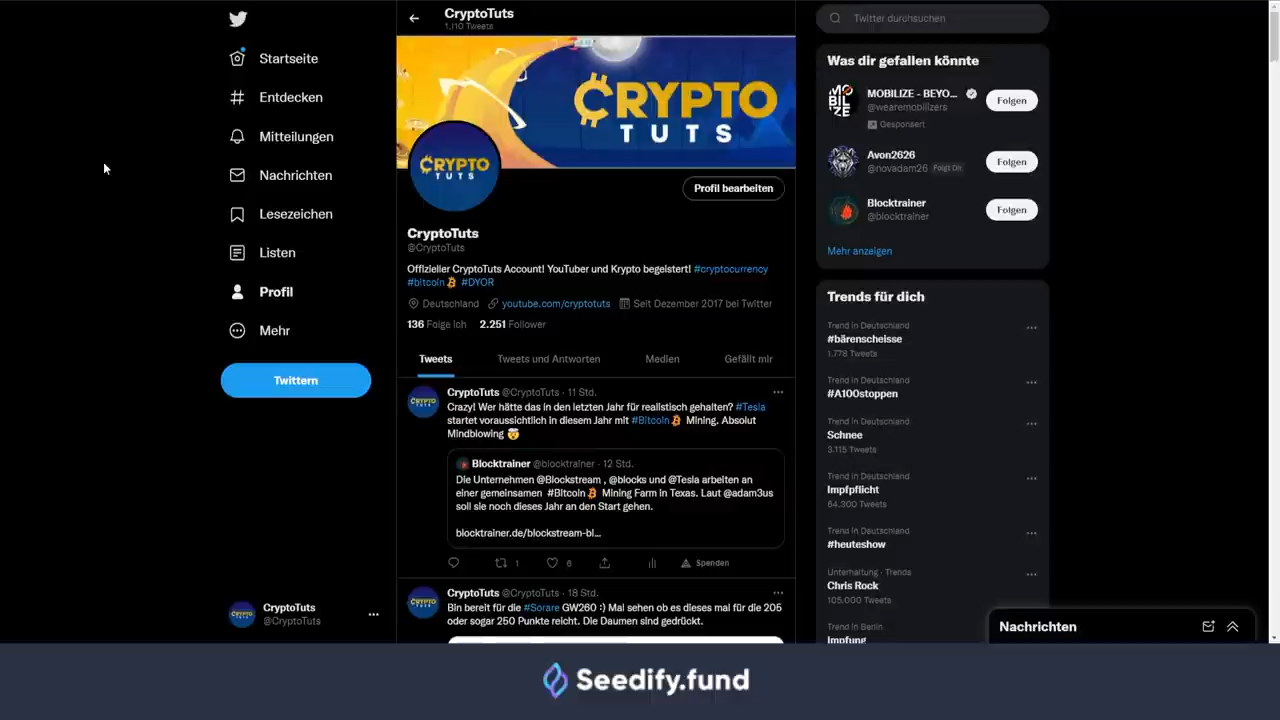 Startseite
Entdecken
Mitteilungen
Nachrichten
Lesezeichen
Listen
Profil
Mehr
Twittern
CryptoTuts
@CryptoTuts
CryptoTuts
1.110 Tweets
CRYPTO
TUTS
CRYPTO
TUTS
Profil bearbeiten
CryptoTuts
@CryptoTuts
Offizieller CryptoTuts Account! YouTuber und Krypto begeistert! #cryptocurrency
#bitcoin #DYOR
Deutschland youtube.com/cryptotuts Seit Dezember 2017 bei Twitter
136 Folge ich 2.251 Follower
Tweets Tweets und Antworten Medien Gefällt mir
CryptoTuts @CryptoTuts · 11 Std.
Crazy! Wer hätte das in den letzten Jahr für realistisch gehalten? #Tesla
startet voraussichtlich in diesem Jahr mit #Bitcoin Mining. Absolut
Mindblowing
Blocktrainer @blocktrainer · 12 Std.
Die Unternehmen @Blockstream , @blocks und @Tesla arbeiten an
einer gemeinsamen #Bitcoin Mining Farm in Texas. Laut @adam3us
soll sie noch dieses Jahr an den Start gehen.
blocktrainer.de/blockstream-bl...
1 6 Spenden
CryptoTuts @CryptoTuts · 18 Std.
Bin bereit für die #Sorare GW260 :) Mal sehen ob es dieses mal für die 205
oder sogar 250 Punkte reicht. Die Daumen sind gedrückt.
Twitter durchsuchen
Was dir gefallen könnte
MOBILIZE - BEYO...
@wearemobilizers
Gesponsert
Folgen
Avon2626
@novadam26 Folgt Dir
Folgen
Blocktrainer
@blocktrainer
Folgen
Mehr anzeigen
Trends für dich
Trend in Deutschland
#bärenscheisse
1.778 Tweets
Trend in Deutschland
#A100stoppen
Trend in Deutschland
Schnee
3.115 Tweets
Trend in Deutschland
Impfpflicht
64.300 Tweets
Trend in Deutschland
#heuteshow
Unterhaltung · Trends
Chris Rock
105.000 Tweets
Trend in Berlin
Impfung
Nachrichten
Seedify.fund